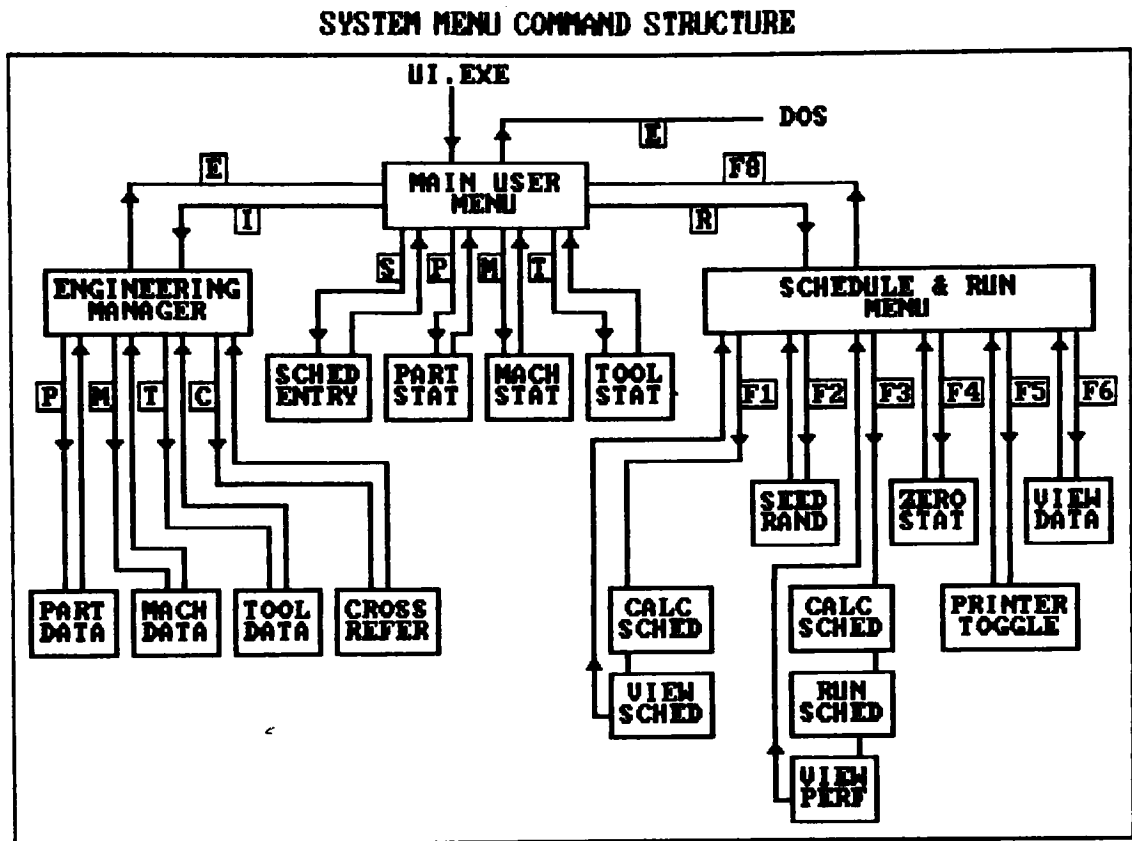 SYSTEM MENU COMMAND STRUCTURE
UI.EXE
DOS
E
E
F8
MAIN USER
MENU
I
R
S
P
M
T
ENGINEERING
MANAGER
SCHEDULE & RUN
MENU
SCHED
ENTRY
PART
STAT
MACH
STAT
TOOL
STAT
P
M
T
C
F1
F2
F3
F4
F5
F6
SEED
RAND
ZERO
STAT
VIEW
DATA
PART
DATA
MACH
DATA
TOOL
DATA
CROSS
REFER
CALC
SCHED
CALC
SCHED
PRINTER
TOGGLE
VIEW
SCHED
RUN
SCHED
VIEW
PERF